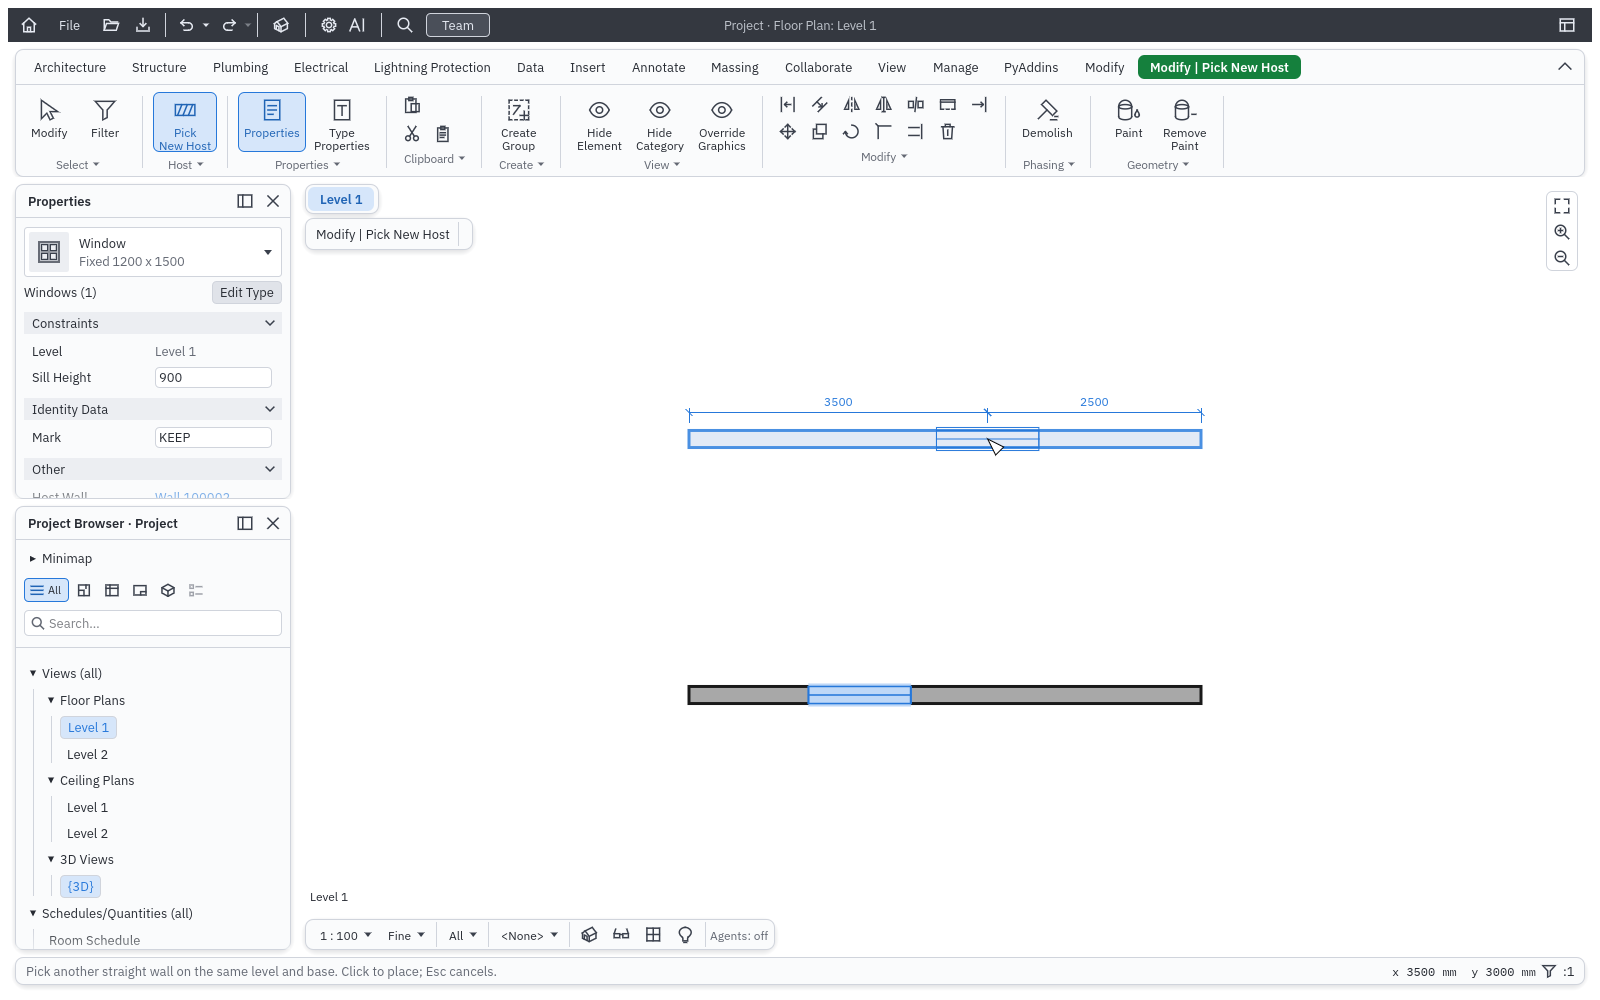 File
AI
Team
Project · Floor Plan: Level 1
Architecture
Structure
Plumbing
Electrical
Lightning Protection
Data
Insert
Annotate
Massing
Collaborate
View
Manage
PyAddins
Modify
Modify | Pick New Host
Modify
Filter
Select
Pick
New Host
Host
Properties
Type
Properties
Properties
Clipboard
Create
Group
Create
Hide
Element
Hide
Category
Override
Graphics
View
Modify
Demolish
Phasing
Paint
Remove
Paint
Geometry
Properties
Window
Fixed 1200 x 1500
Windows (1)
Edit Type
Constraints
Level
Level 1
Sill Height
900
Identity Data
Mark
KEEP
Other
Host Wall
Wall 100002
Project Browser · Project
Minimap
All
Search...
Views (all)
Floor Plans
Level 1
Level 2
Ceiling Plans
Level 1
Level 2
3D Views
{3D}
Schedules/Quantities (all)
Room Schedule
Level 1
Modify | Pick New Host
3500
2500
Level 1
1 : 100
Fine
All
<None>
Agents: off
Pick another straight wall on the same level and base. Click to place; Esc cancels.
x 3500 mm y 3000 mm
:1